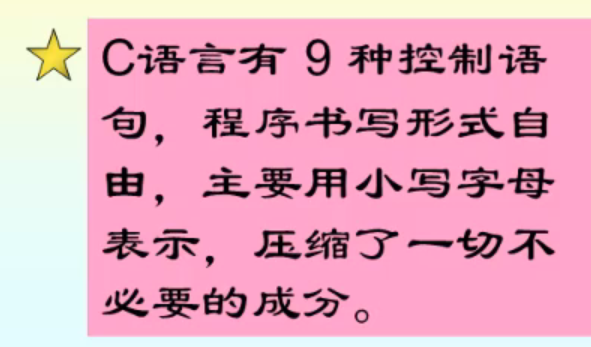 C语言有 9 种控制语
句，程序书写形式自
由，主要用小写字母
表示，压缩了一切不
必要的成分。